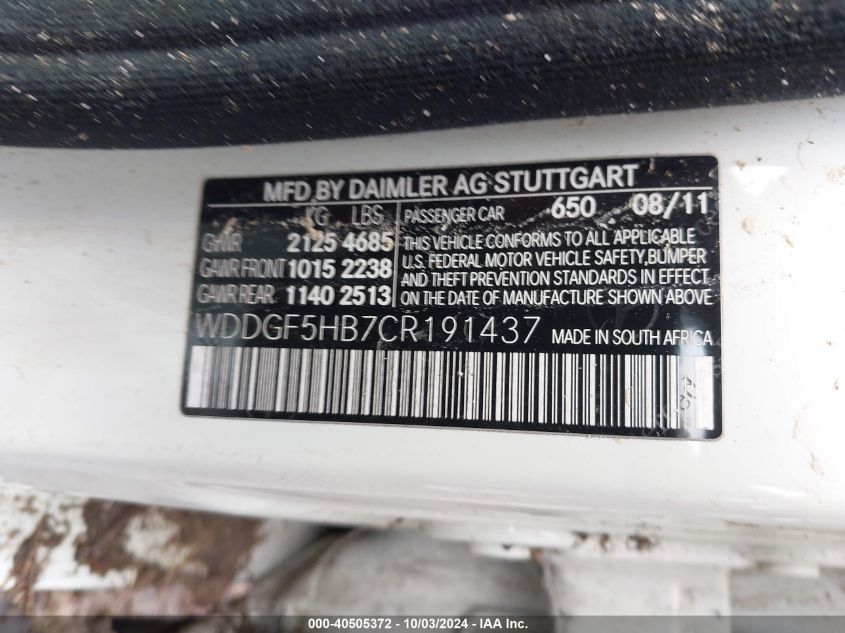 MFD BY DAIMLER AG STUTTGART
KG LBS PASSENGER CAR 650 08/11
GAWR 2125 4685 THIS VEHICLE CONFORMS TO ALL APPLICABLE
GAWR FRONT 1015 2238 U.S. FEDERAL MOTOR VEHICLE SAFETY, BUMPER
AND THEFT PREVENTION STANDARDS IN EFFECT
GAWR REAR 1140 2513 ON THE DATE OF MANUFACTURE SHOWN ABOVE
WDDGF5HB7CR191437 MADE IN SOUTH AFRICA
000-40505372 - 10/03/2024 - IAA Inc.